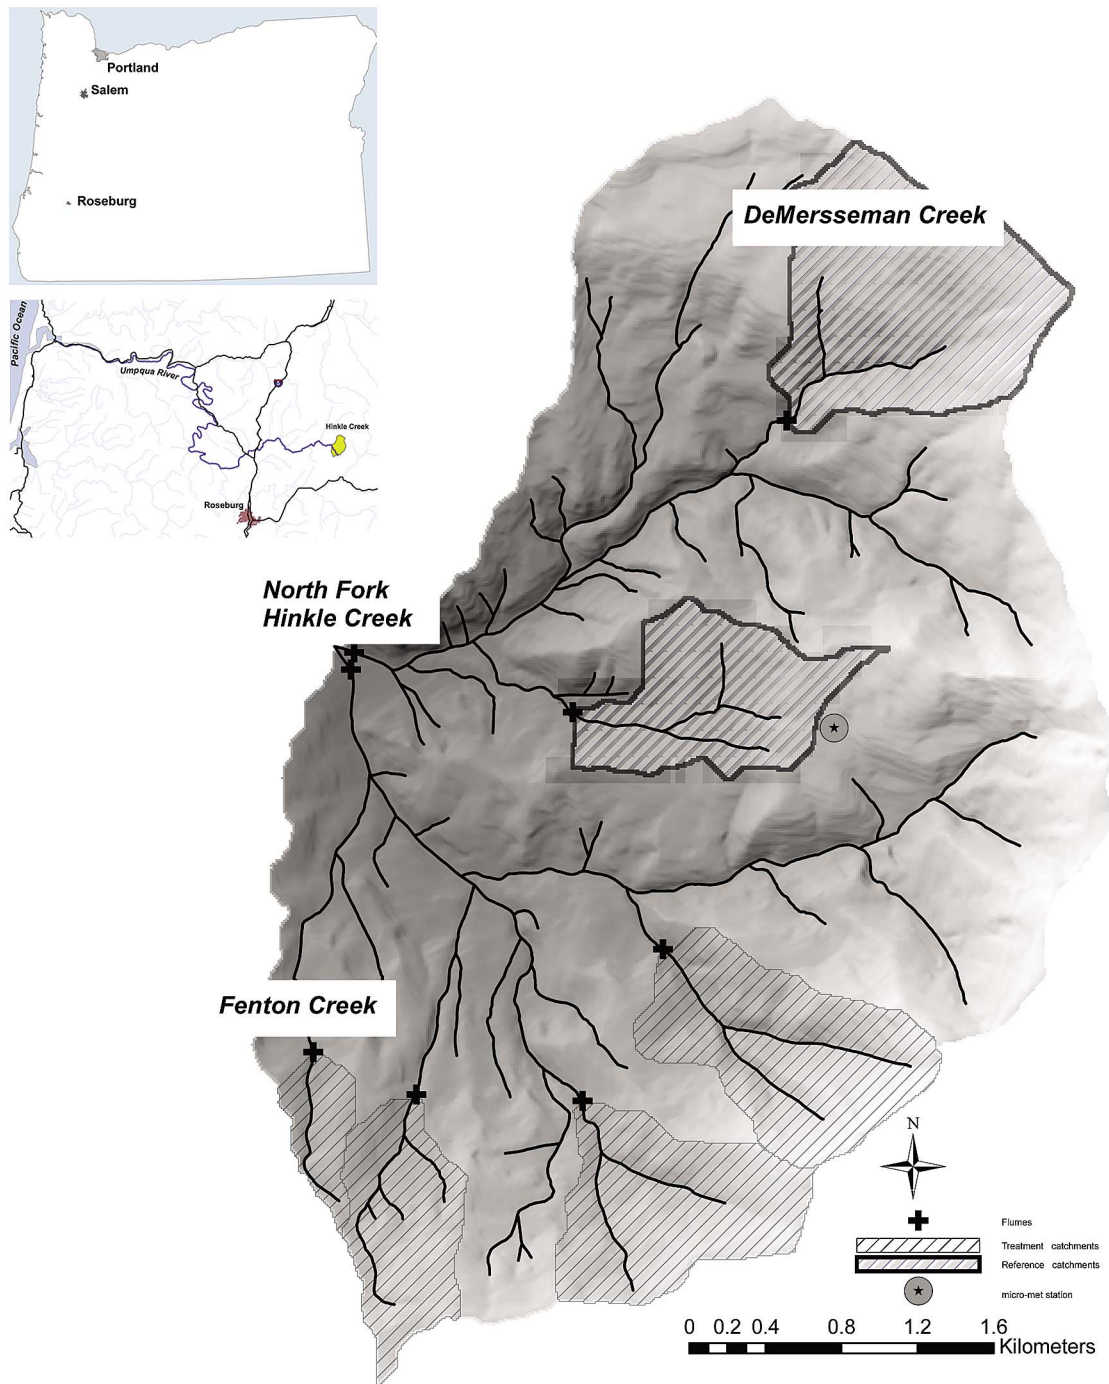 Portland
Salem
Roseburg
Pacific Ocean
Umpqua River
5
Hinkle Creek
Roseburg
DeMersseman Creek
North Fork
Hinkle Creek
Fenton Creek
N
Flumes
Treatment catchments
Reference catchments
micro-met station
0 0.2 0.4 0.8 1.2 1.6
Kilometers